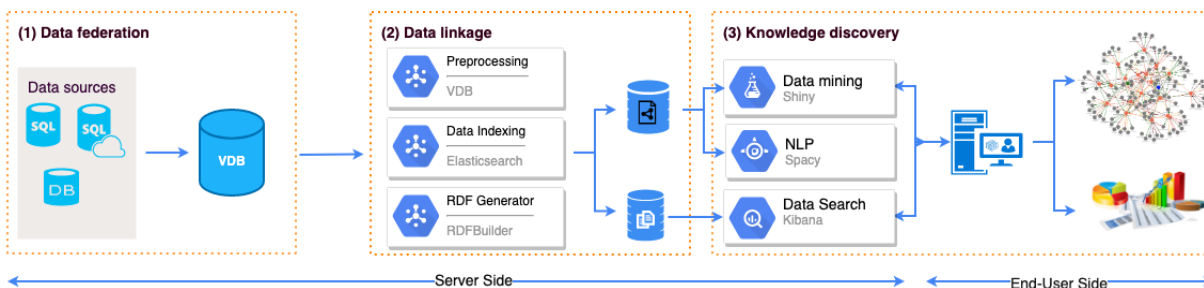 (1) Data federation
Data sources
SQL
SQL
DB
VDB
(2) Data linkage
Preprocessing
VDB
Data Indexing
Elasticsearch
RDF Generator
RDFBuilder
(3) Knowledge discovery
Data mining
Shiny
NLP
Spacy
Data Search
Kibana
Server Side
End-User Side